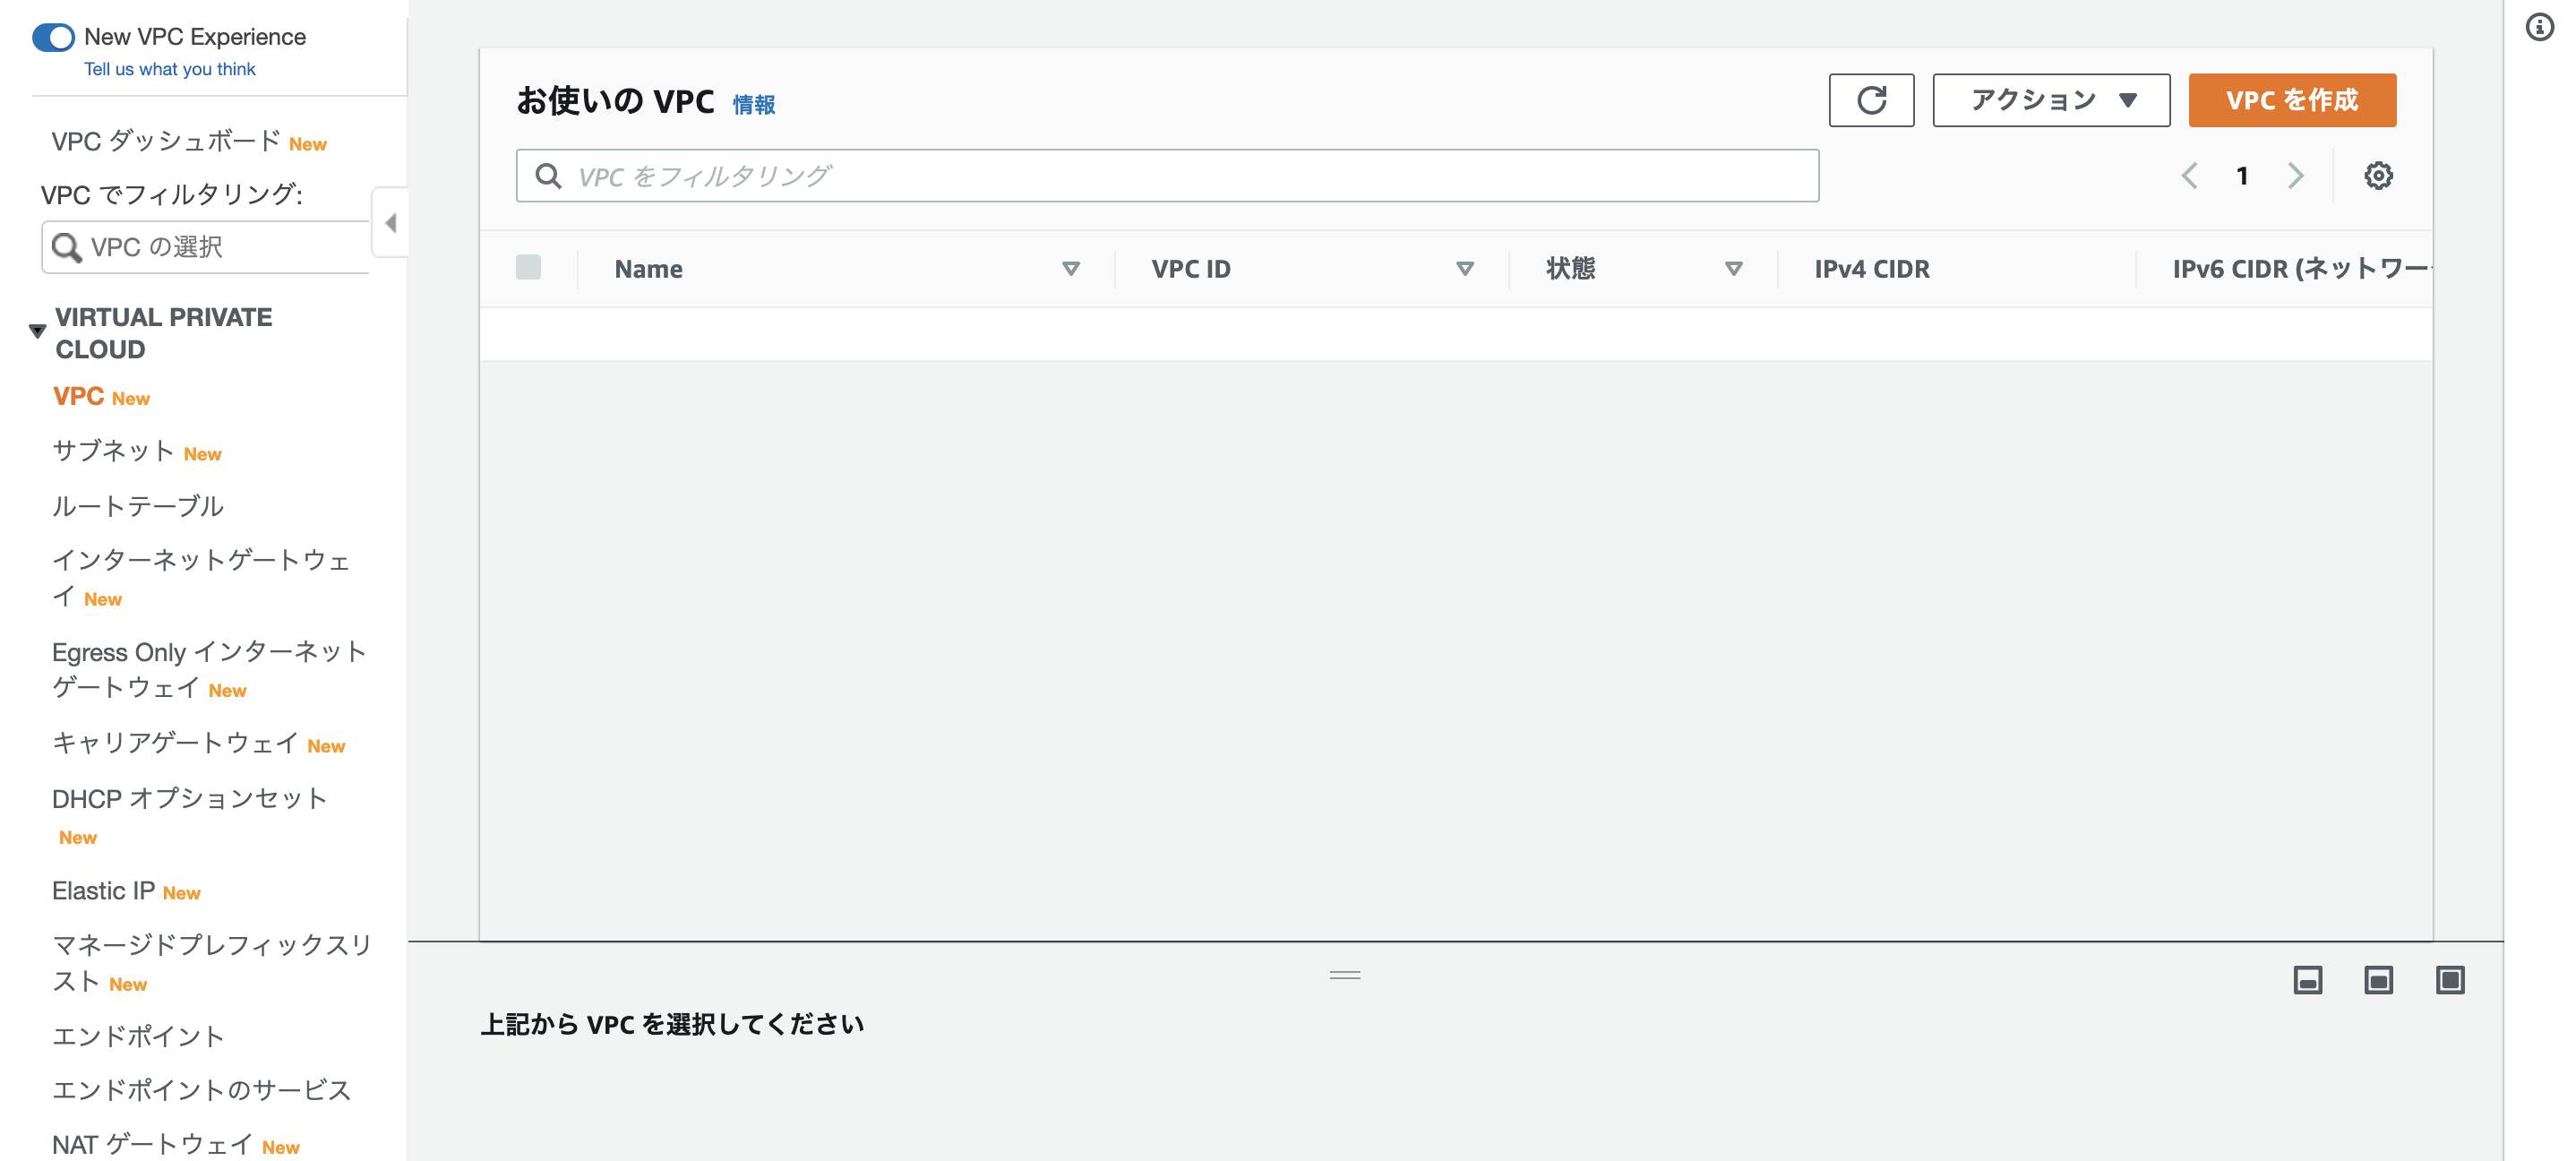 New VPC Experience
Tell us what you think
VPC ダッシュボード New
VPC でフィルタリング:
VPC の選択
VIRTUAL PRIVATE
CLOUD
VPC New
サブネット New
ルートテーブル
インターネットゲートウェ
イ New
Egress Only インターネット
ゲートウェイ New
キャリアゲートウェイ New
DHCP オプションセット
New
Elastic IP New
マネージドプレフィックスリ
スト New
エンドポイント
エンドポイントのサービス
NAT ゲートウェイ New
お使いの VPC 情報
アクション
VPC を作成
VPC をフィルタリング
1
Name
VPC ID
状態
IPv4 CIDR
IPv6 CIDR (ネットワー
上記から VPC を選択してください